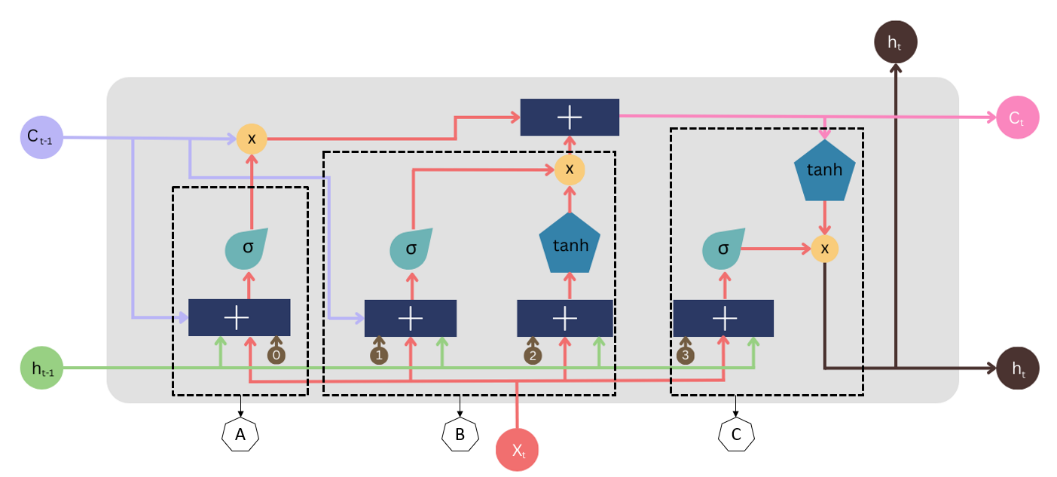 h t
C t-1
C t
x
+
x
tanh
σ
σ
tanh
σ
x
+
+
+
+
0
1
2
3
h t-1
h t
A
B
C
X t